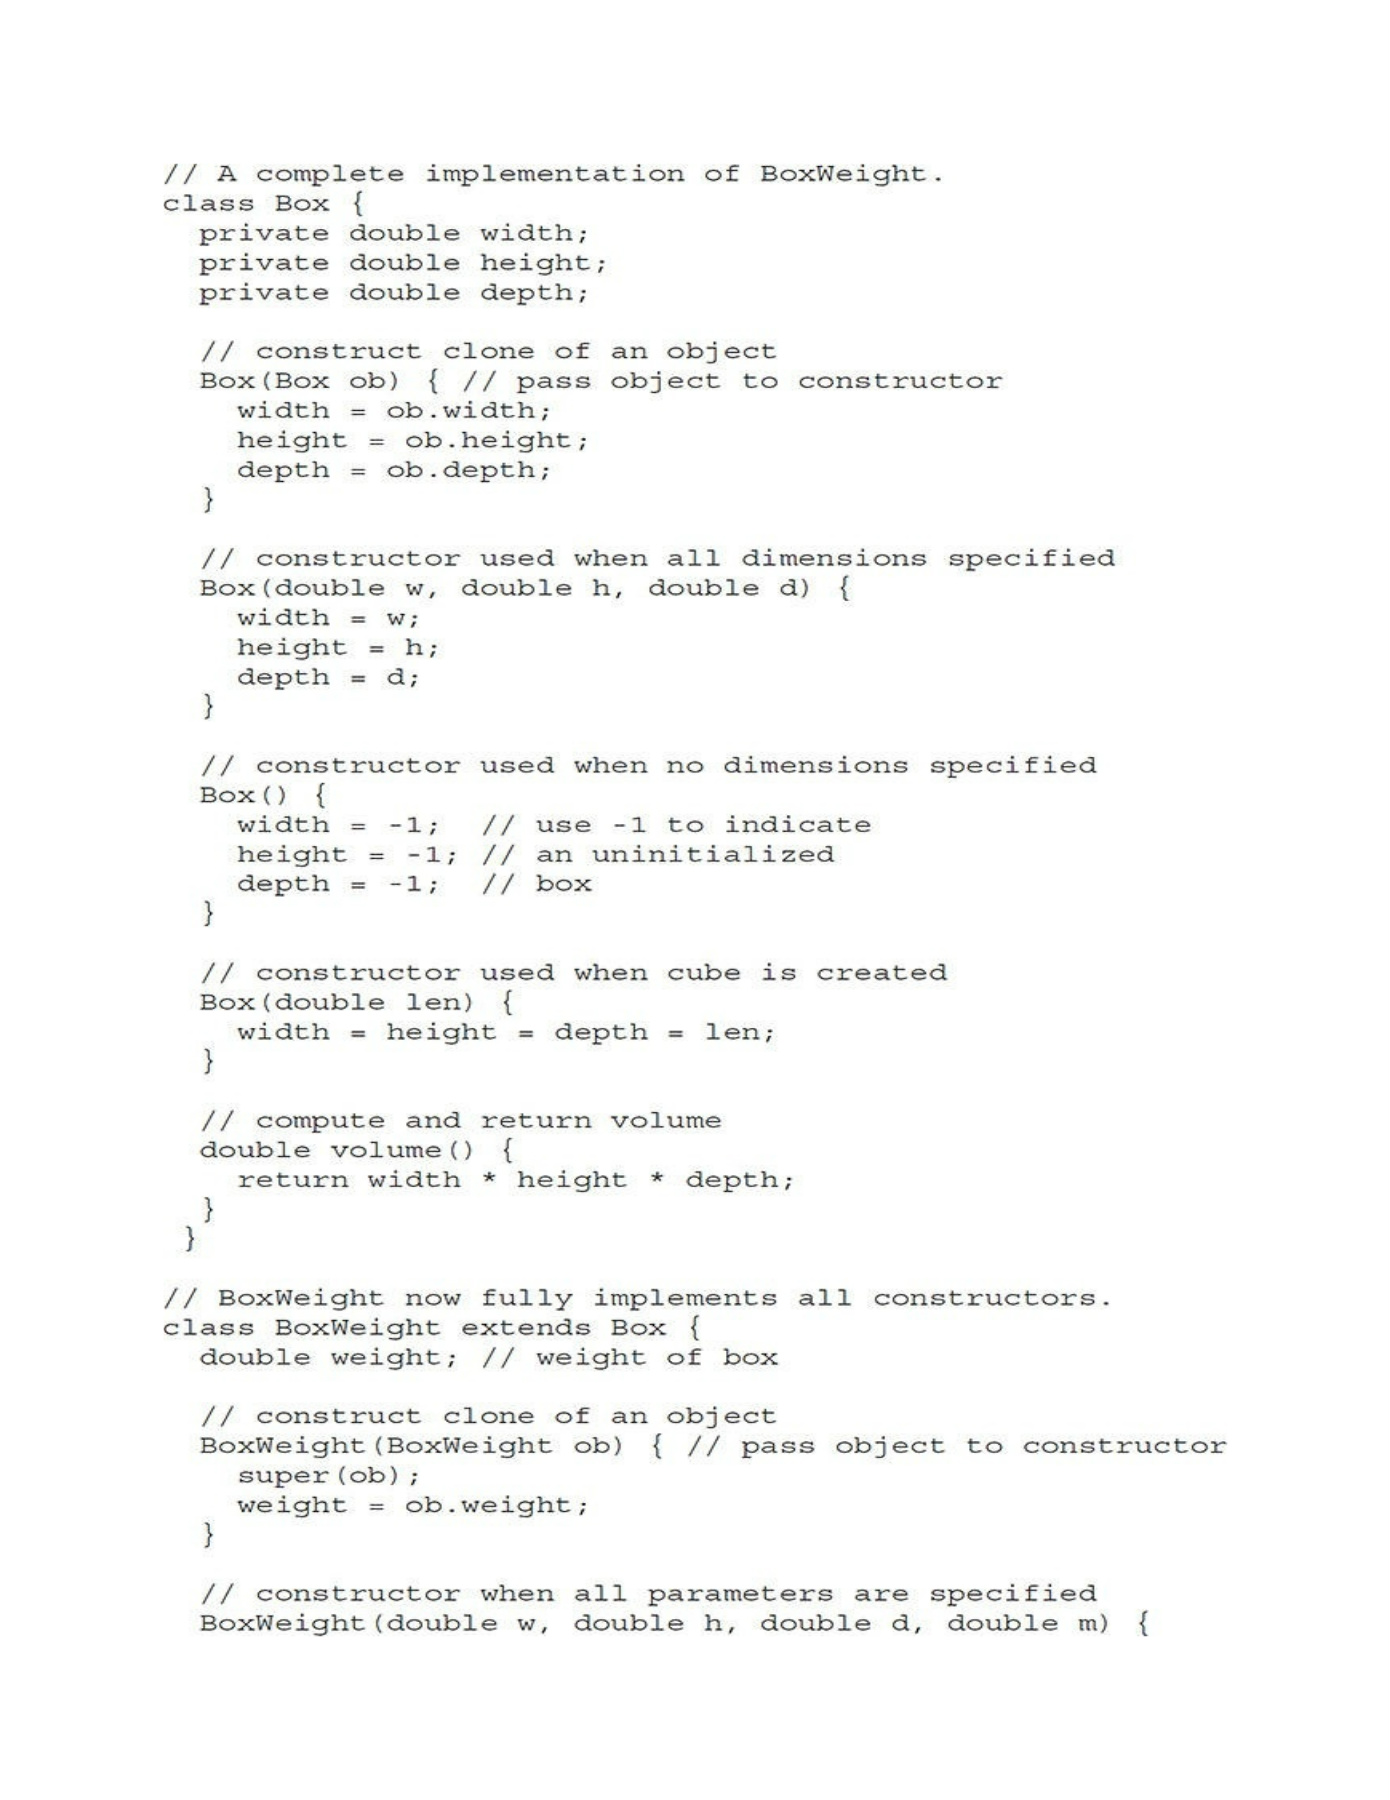 // A complete implementation of BoxWeight.
class Box {
  private double width;
  private double height;
  private double depth;

  // construct clone of an object
  Box(Box ob) { // pass object to constructor
    width = ob.width;
    height = ob.height;
    depth = ob.depth;
  }

  // constructor used when all dimensions specified
  Box(double w, double h, double d) {
    width = w;
    height = h;
    depth = d;
  }

  // constructor used when no dimensions specified
  Box() {
    width = -1;  // use -1 to indicate
    height = -1; // an uninitialized
    depth = -1;  // box
  }

  // constructor used when cube is created
  Box(double len) {
    width = height = depth = len;
  }

  // compute and return volume
  double volume() {
    return width * height * depth;
  }
 }

// BoxWeight now fully implements all constructors.
class BoxWeight extends Box {
  double weight; // weight of box

  // construct clone of an object
  BoxWeight(BoxWeight ob) { // pass object to constructor
    super(ob);
    weight = ob.weight;
  }

  // constructor when all parameters are specified
  BoxWeight(double w, double h, double d, double m) {